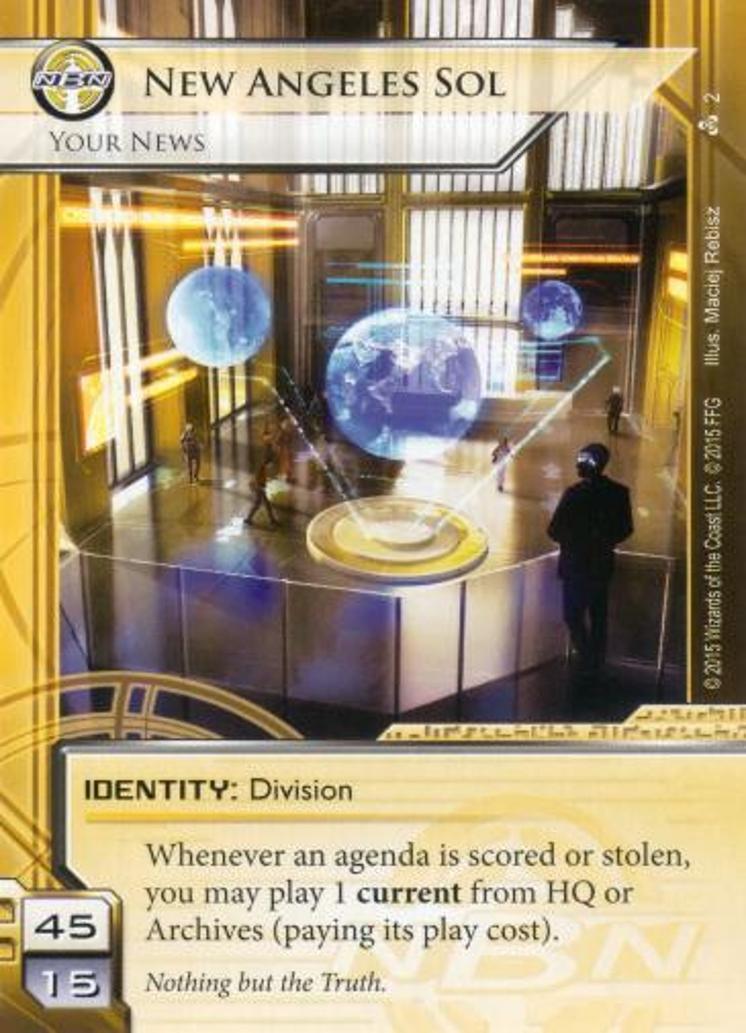 NBN
NEW ANGELES SOL
YOUR NEWS
2
Illus. Maciej Rebisz
© 2015 Wizards of the Coast LLC. © 2015 FFG
IDENTITY: Division
Whenever an agenda is scored or stolen,
you may play 1 current from HQ or
Archives (paying its play cost).
Nothing but the Truth.
45
15
NBN